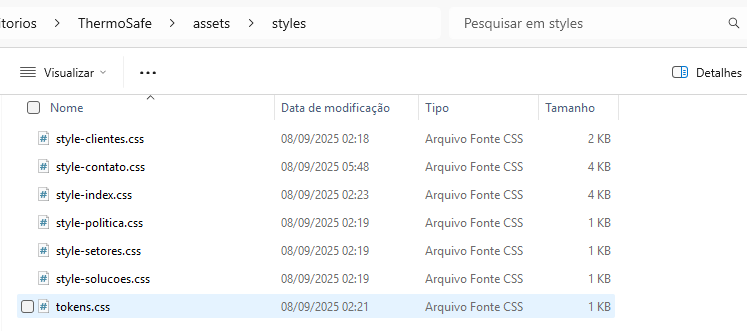 itorios > ThermoSafe > assets > styles Pesquisar em styles
Visualizar ••• Detalhes
Nome Data de modificação Tipo Tamanho
style-clientes.css 08/09/2025 02:18 Arquivo Fonte CSS 2 KB
style-contato.css 08/09/2025 05:48 Arquivo Fonte CSS 4 KB
style-index.css 08/09/2025 02:23 Arquivo Fonte CSS 4 KB
style-politica.css 08/09/2025 02:19 Arquivo Fonte CSS 1 KB
style-setores.css 08/09/2025 02:19 Arquivo Fonte CSS 1 KB
style-solucoes.css 08/09/2025 02:19 Arquivo Fonte CSS 1 KB
tokens.css 08/09/2025 02:21 Arquivo Fonte CSS 1 KB